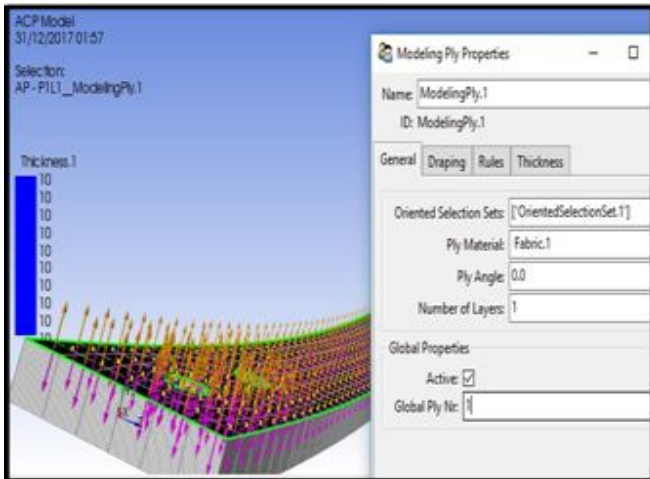 ACP Model
31/12/2017 01:57
Selection:
AP - P1L1__ModelingPly.1
Thickness.1
10
10
10
10
10
10
10
10
10
Modeling Ply Properties
Name: ModelingPly.1
ID: ModelingPly.1
General Draping Rules Thickness
Oriented Selection Sets: ['OrientedSelectionSet.1']
Ply Material: Fabric.1
Ply Angle: 0.0
Number of Layers: 1
Global Properties
Active: ✓
Global Ply Nr: 1